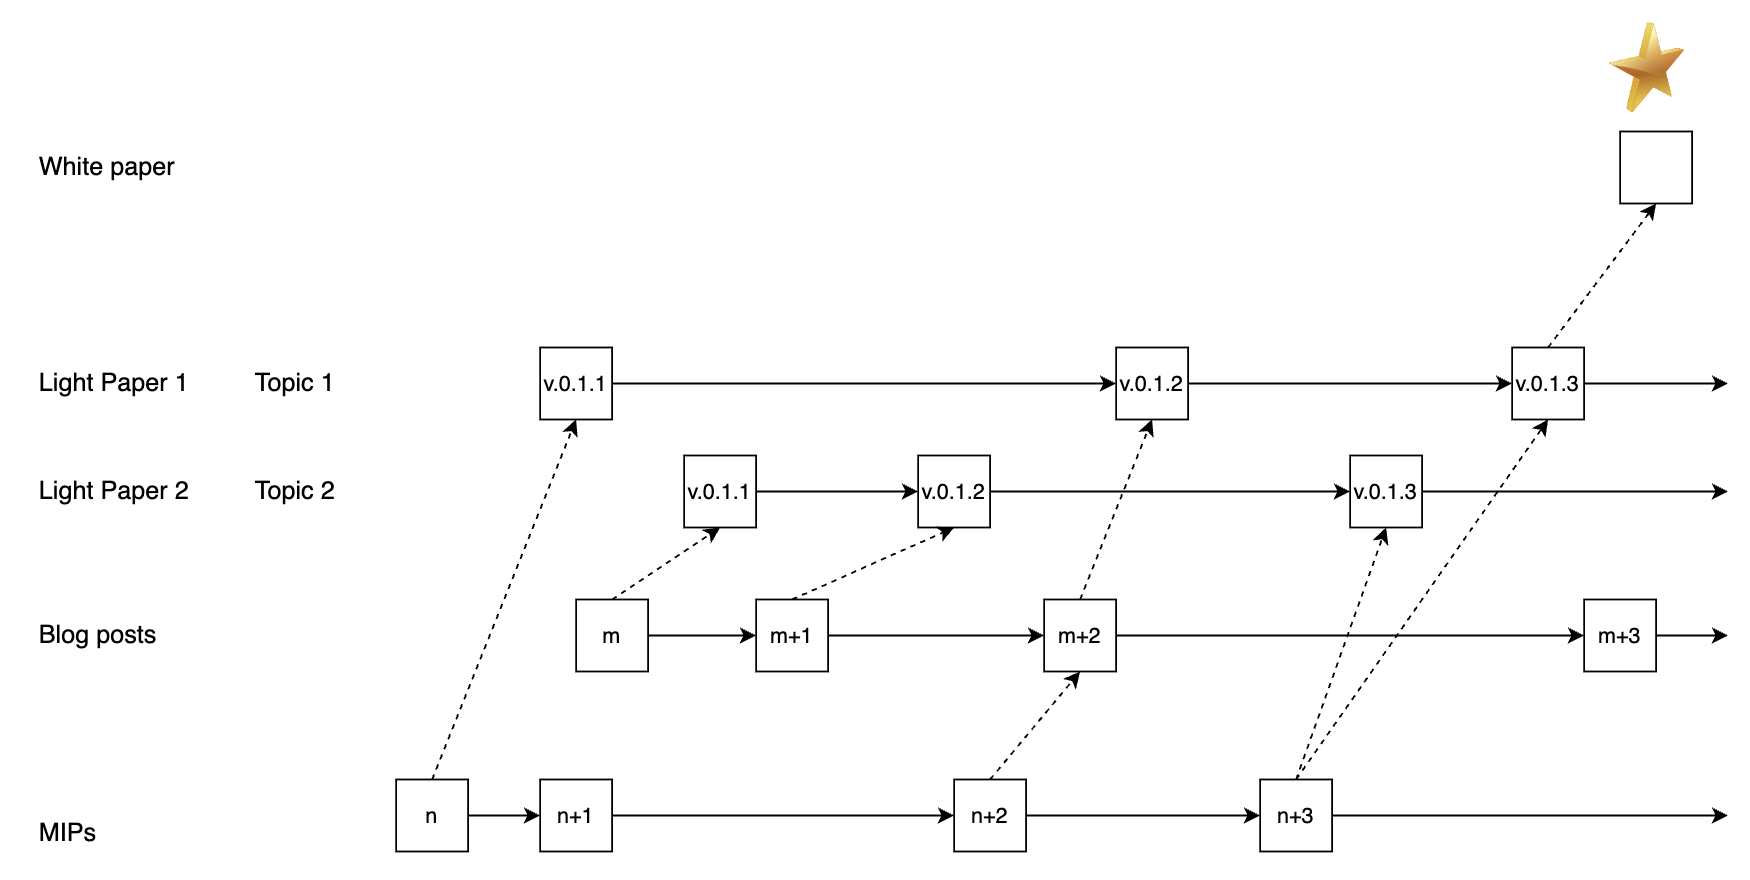 White paper
Light Paper 1 Topic 1 v.0.1.1 v.0.1.2 v.0.1.3
Light Paper 2 Topic 2 v.0.1.1 v.0.1.2 v.0.1.3
Blog posts m m+1 m+2 m+3
MIPs n n+1 n+2 n+3